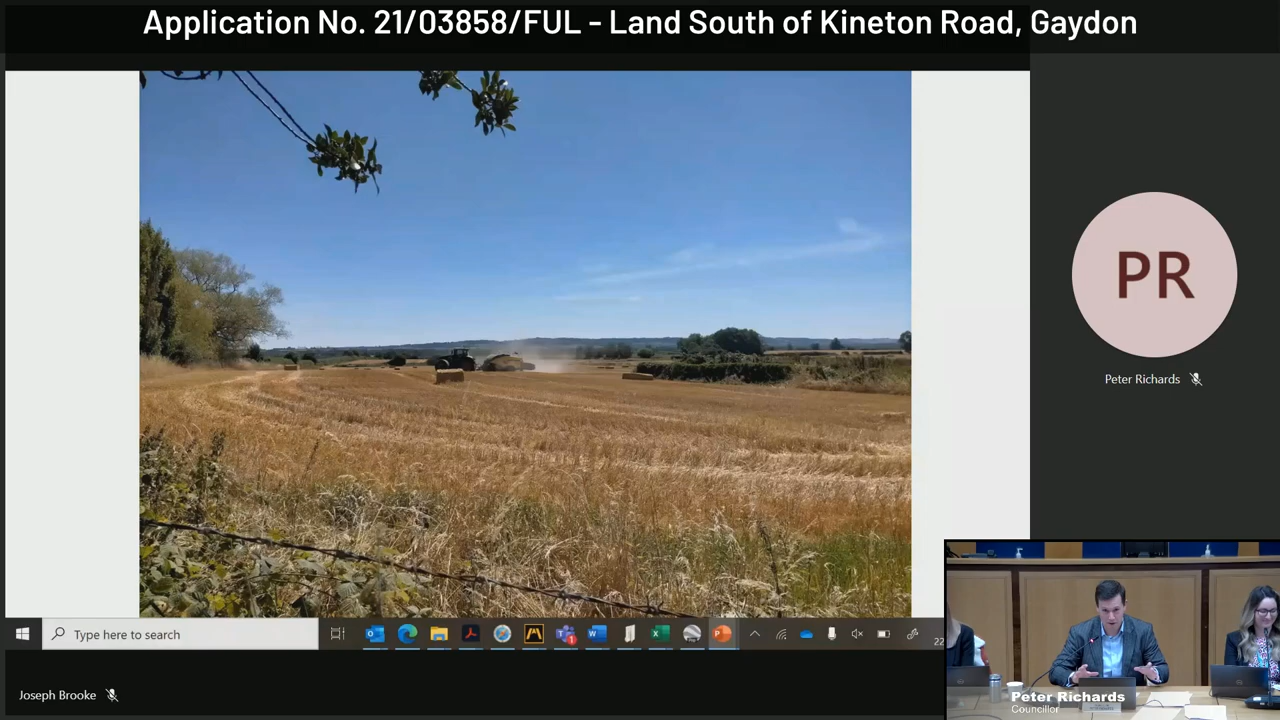 Application No. 21/03858/FUL - Land South of Kineton Road, Gaydon
PR
Peter Richards
Type here to search
22
Joseph Brooke
Peter Richards
Councillor